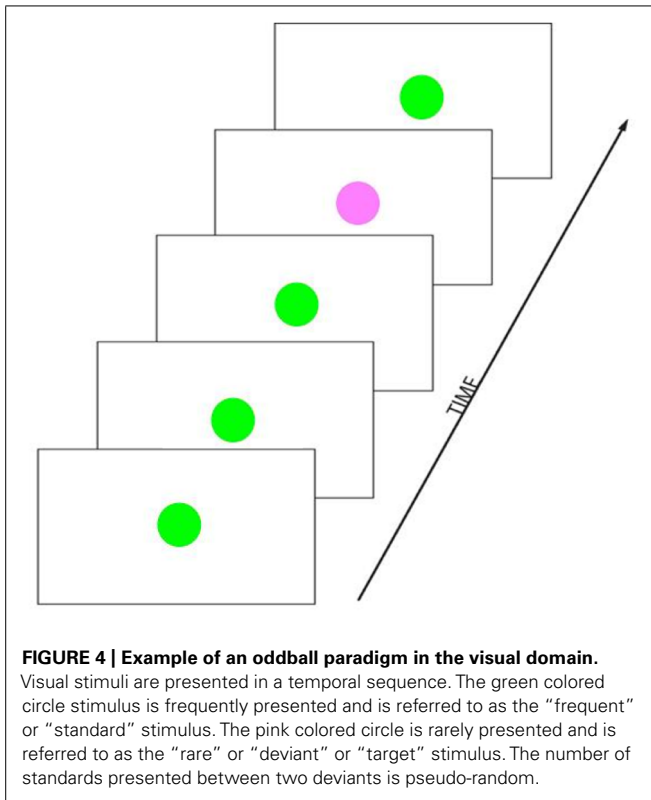 TIME
FIGURE 4 | Example of an oddball paradigm in the visual domain.
Visual stimuli are presented in a temporal sequence. The green colored
circle stimulus is frequently presented and is referred to as the “frequent”
or “standard” stimulus. The pink colored circle is rarely presented and is
referred to as the “rare” or “deviant” or “target” stimulus. The number of
standards presented between two deviants is pseudo-random.